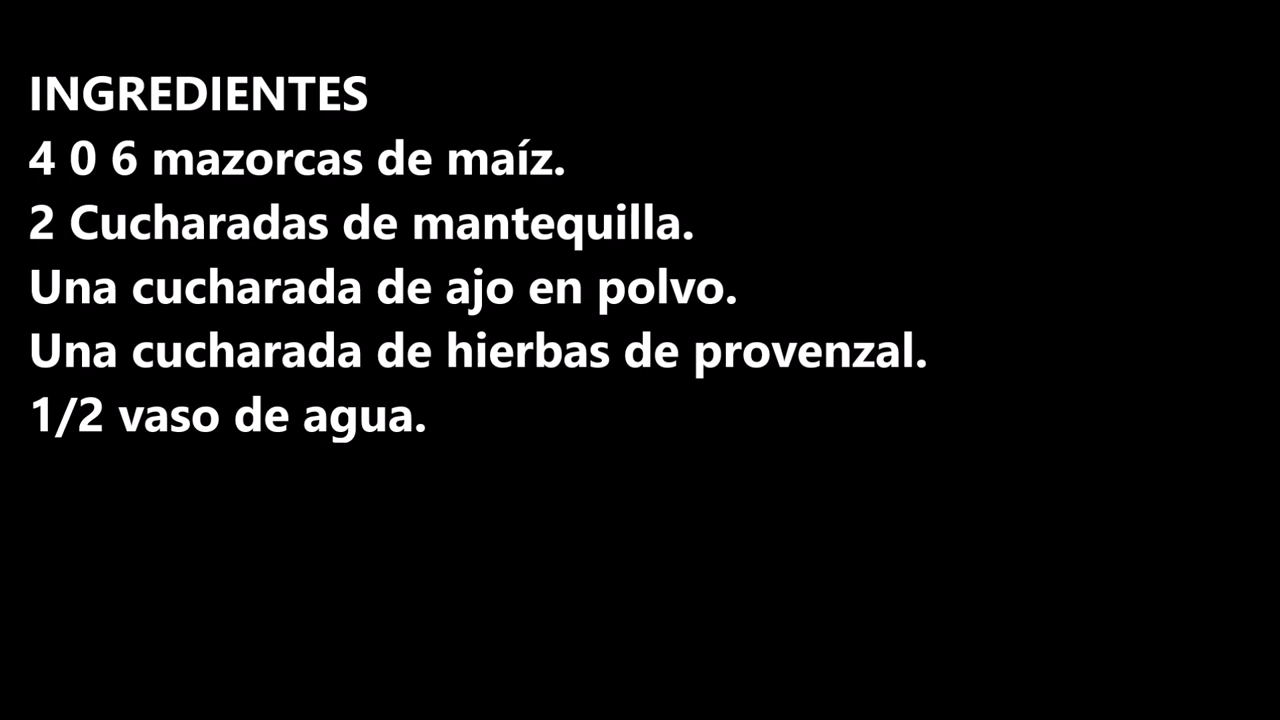 INGREDIENTES
4 0 6 mazorcas de maíz.
2 Cucharadas de mantequilla.
Una cucharada de ajo en polvo.
Una cucharada de hierbas de provenzal.
1/2 vaso de agua.